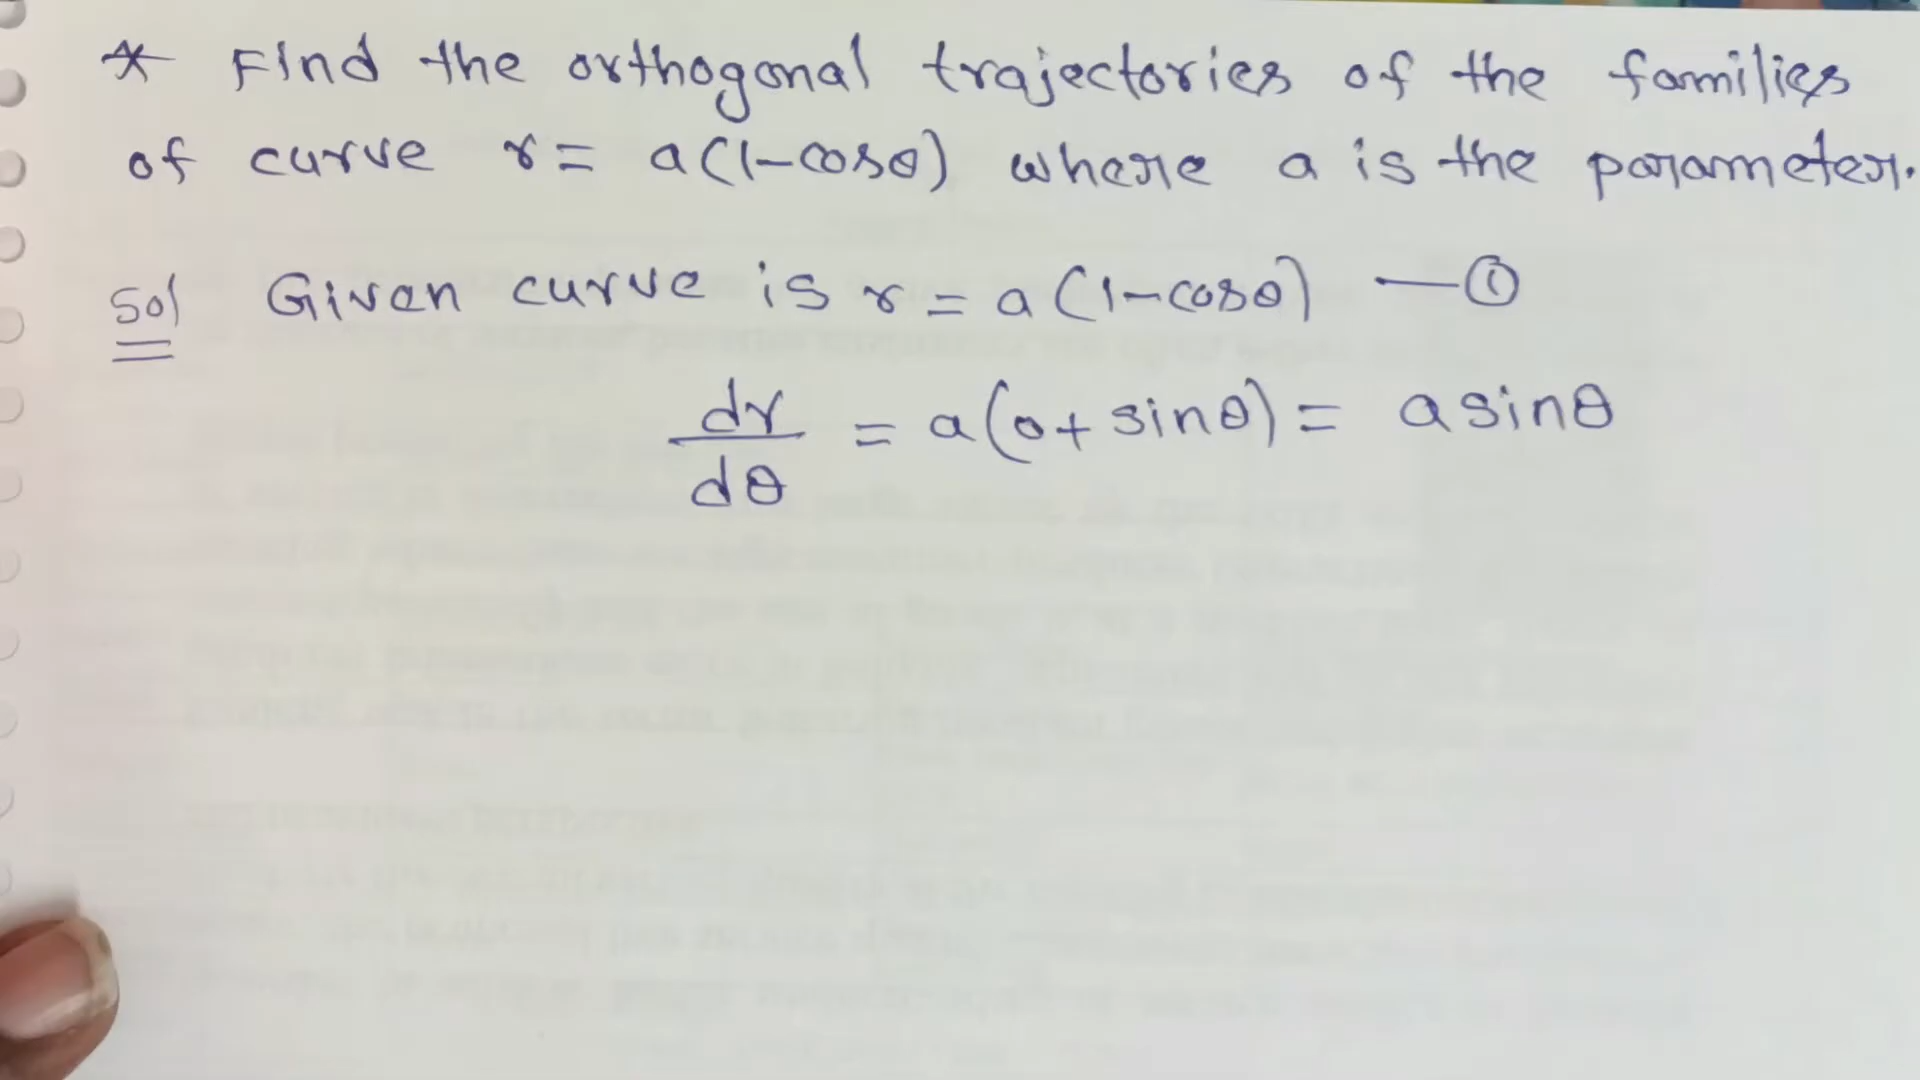 * Find the orthogonal trajectories of the families
of curve r = a(1-cosθ) where a is the parameter.
Sol Given curve is r = a(1-cosθ) —①
dr/dθ = a(0+sinθ) = a sinθ